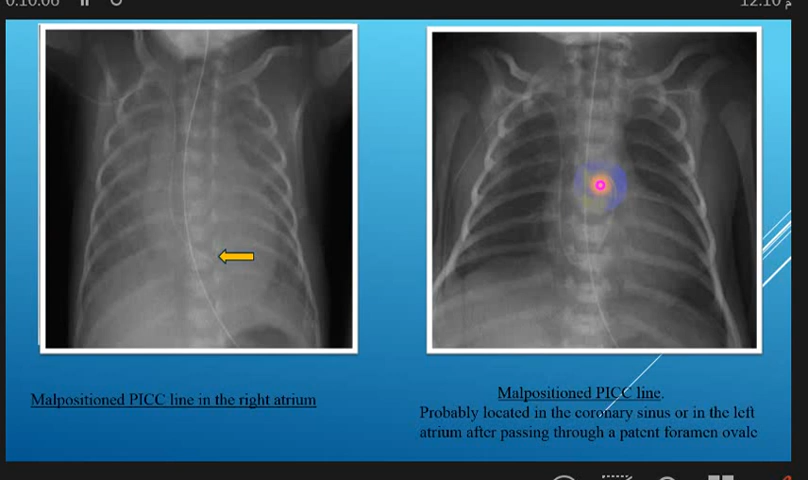 Malpositioned PICC line in the right atrium
Malpositioned PICC line.
Probably located in the coronary sinus or in the left
atrium after passing through a patent foramen ovale